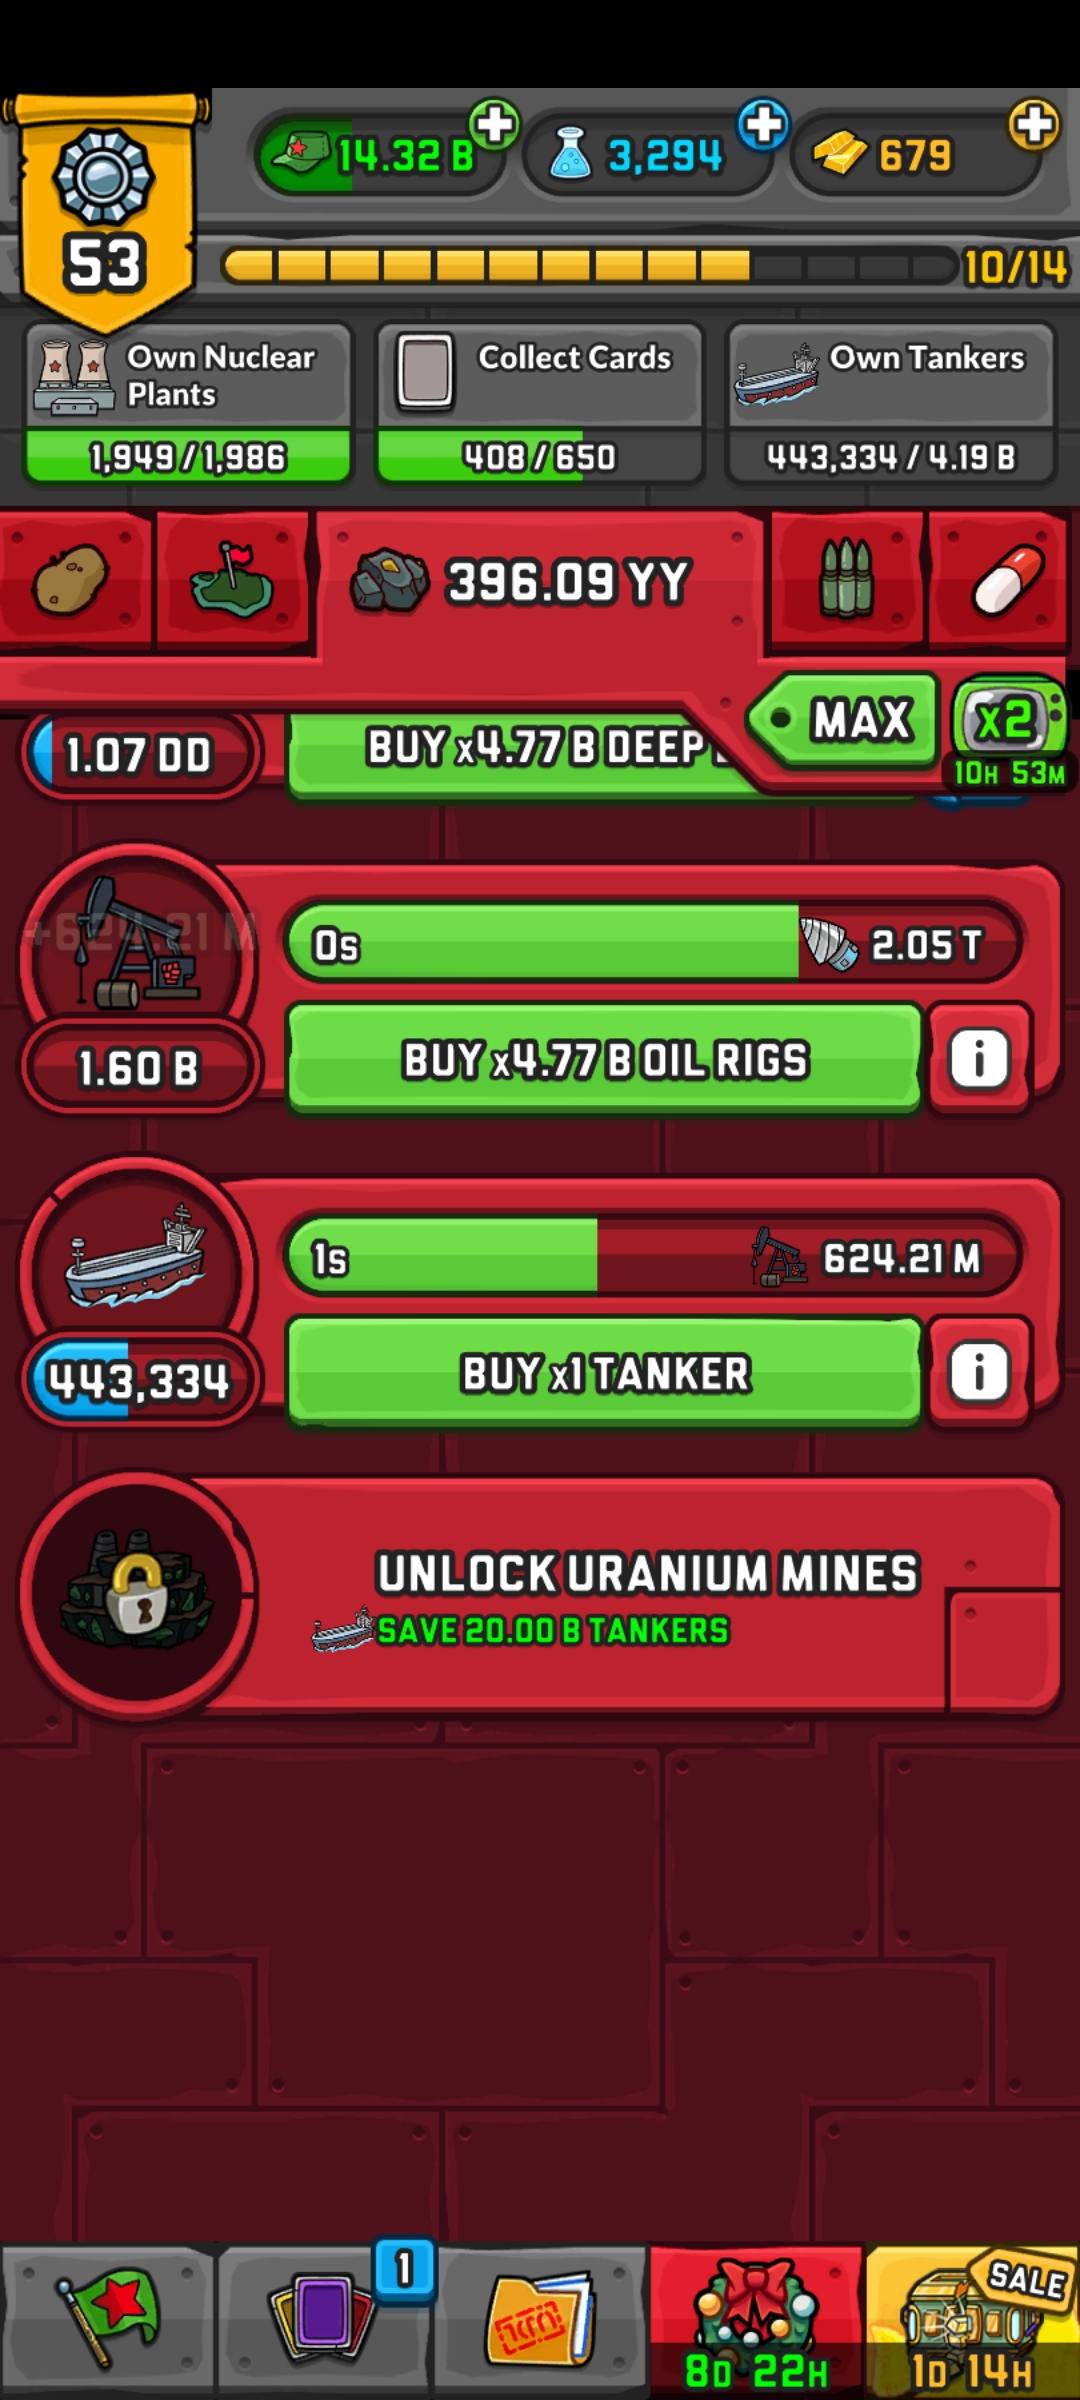 14.32 B
3,294
679
53
10/14
Own Nuclear
Plants
1,949/1,986
Collect Cards
408/650
Own Tankers
443,334/4.19 B
396.09 YY
MAX
x2
10H 53M
1.07 DD
BUY x4.77 B DEEP
+624.21 M
0s
2.05 T
1.60 B
BUY x4.77 B OIL RIGS
i
1s
624.21 M
443,334
BUY x1 TANKER
i
UNLOCK URANIUM MINES
SAVE 20.00 B TANKERS
1
SALE
8D 22H
1D 14H